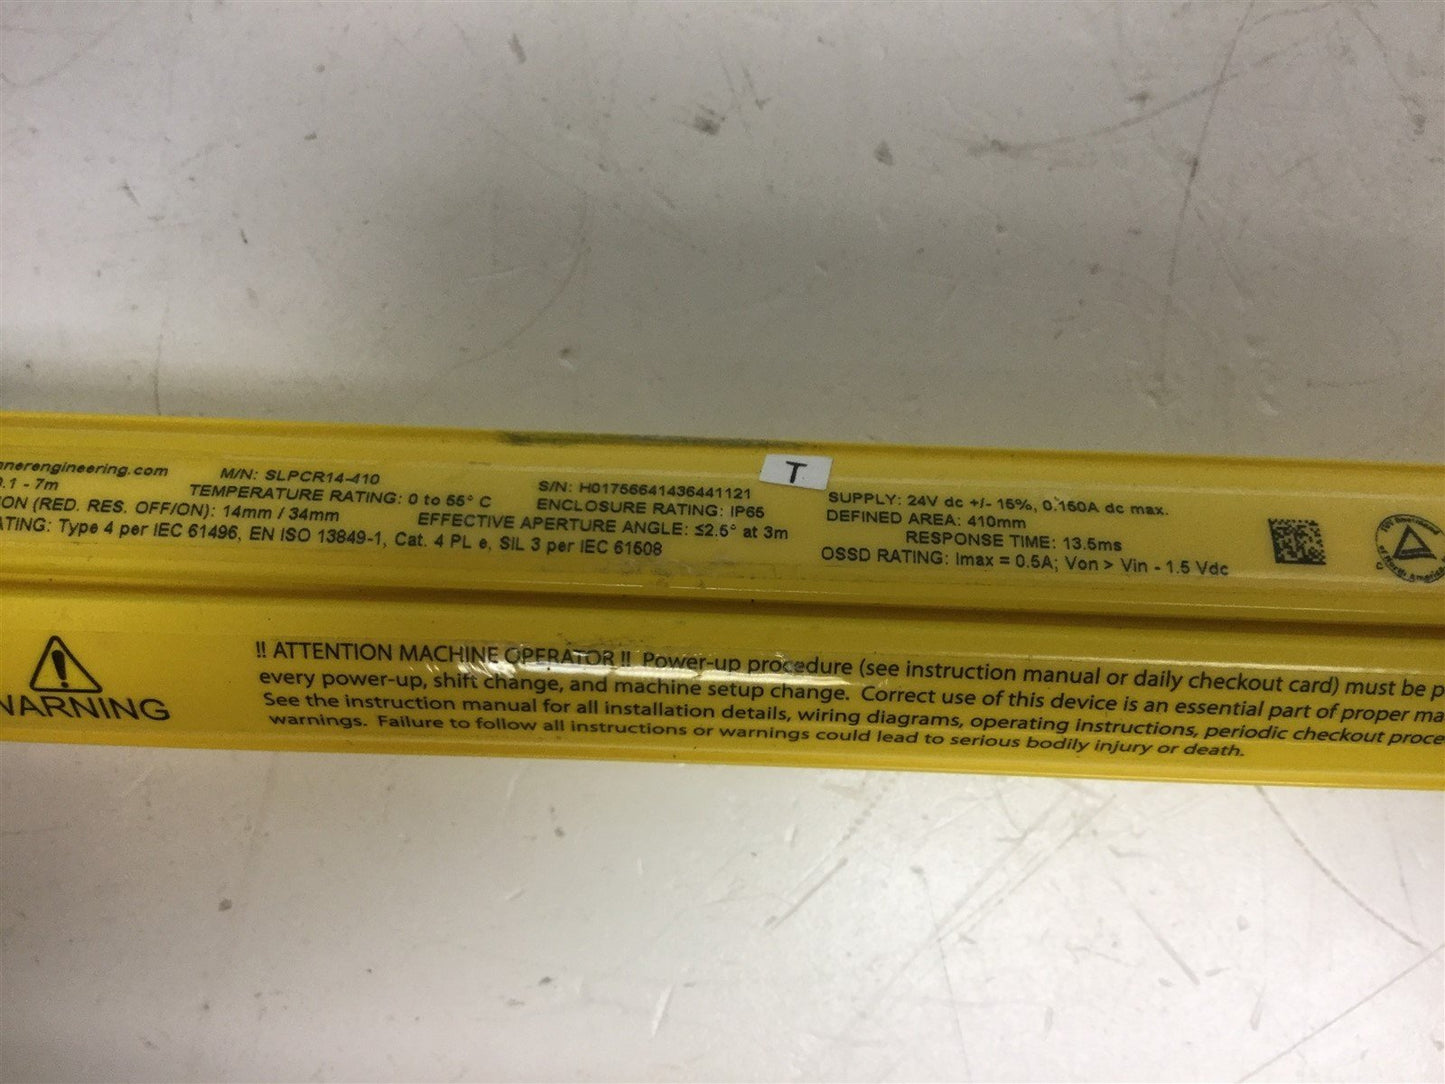 nnerengineering.com
M/N: SLPCR14-410
S/N: H01756641436441121
T
SUPPLY: 24V dc +/- 15%, 0.150A dc max.
.1 - 7m
TEMPERATURE RATING: 0 to 55° C
ENCLOSURE RATING: IP65
DEFINED AREA: 410mm
ION (RED. RES. OFF/ON): 14mm / 34mm
EFFECTIVE APERTURE ANGLE: ≤2.5° at 3m
RESPONSE TIME: 13.5ms
ATING: Type 4 per IEC 61496, EN ISO 13849-1, Cat. 4 PL e, SIL 3 per IEC 61508
OSSD RATING: Imax = 0.5A; Von > Vin - 1.5 Vdc
WARNING
!! ATTENTION MACHINE OPERATOR !! Power-up procedure (see instruction manual or daily checkout card) must be p
every power-up, shift change, and machine setup change. Correct use of this device is an essential part of proper ma
See the instruction manual for all installation details, wiring diagrams, operating instructions, periodic checkout proce
warnings. Failure to follow all instructions or warnings could lead to serious bodily injury or death.